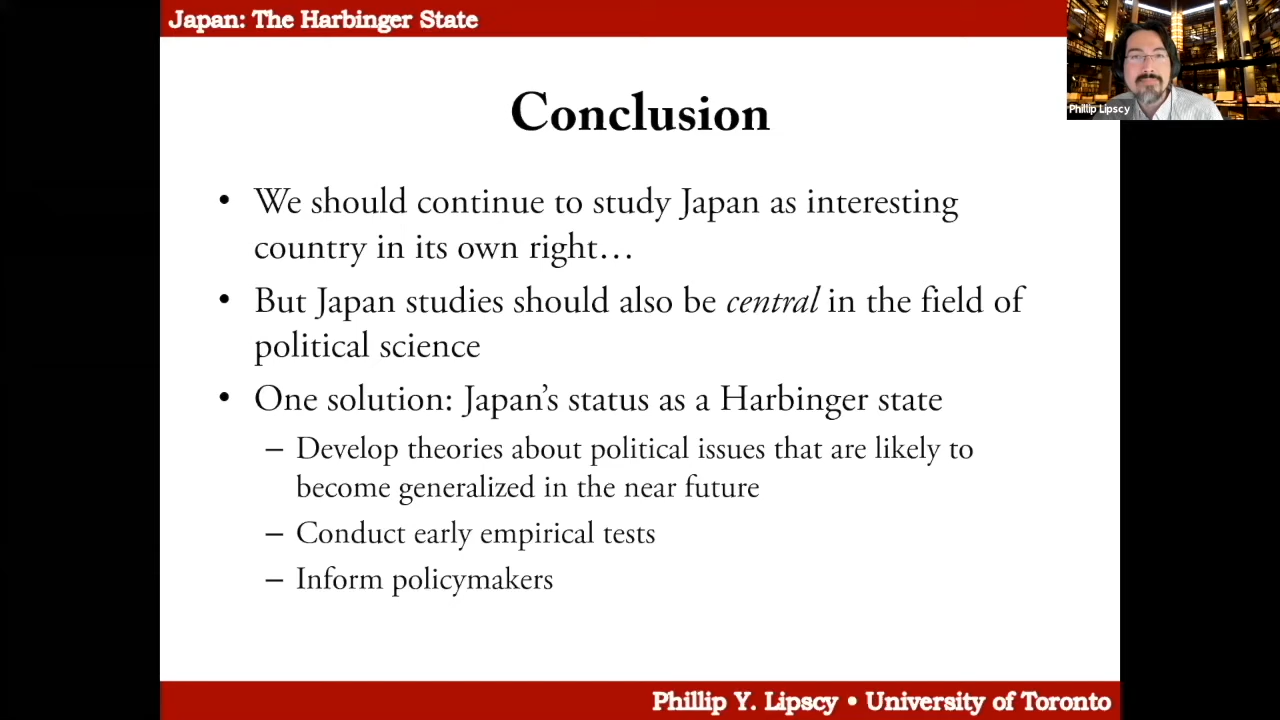 Japan: The Harbinger State
Phillip Lipscy
Conclusion
• We should continue to study Japan as interesting
country in its own right…
• But Japan studies should also be central in the field of
political science
• One solution: Japan’s status as a Harbinger state
– Develop theories about political issues that are likely to
become generalized in the near future
– Conduct early empirical tests
– Inform policymakers
Phillip Y. Lipscy • University of Toronto